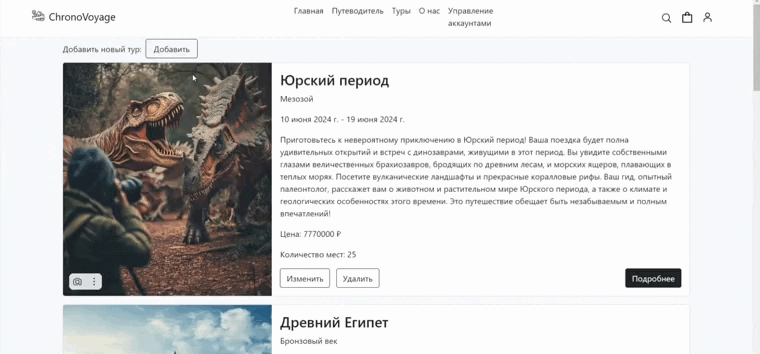 ChronoVoyage
Главная Путеводитель Туры О нас Управление
аккаунтами
Добавить новый тур: Добавить
Юрский период
Мезозой
10 июня 2024 г. - 19 июня 2024 г.
Приготовьтесь к невероятному приключению в Юрский период! Ваша поездка будет полна
удивительных открытий и встреч с динозаврами, живущими в этот период. Вы увидите собственными
глазами величественных брахиозавров, бродящих по древним лесам, и морских ящеров, плавающих в
теплых морях. Посетите вулканические ландшафты и прекрасные коралловые рифы. Ваш гид, опытный
палеонтолог, расскажет вам о животном и растительном мире Юрского периода, а также о климате и
геологических особенностях этого времени. Это путешествие обещает быть незабываемым и полным
впечатлений!
Цена: 7770000 ₽
Количество мест: 25
Изменить Удалить Подробнее
Древний Египет
Бронзовый век